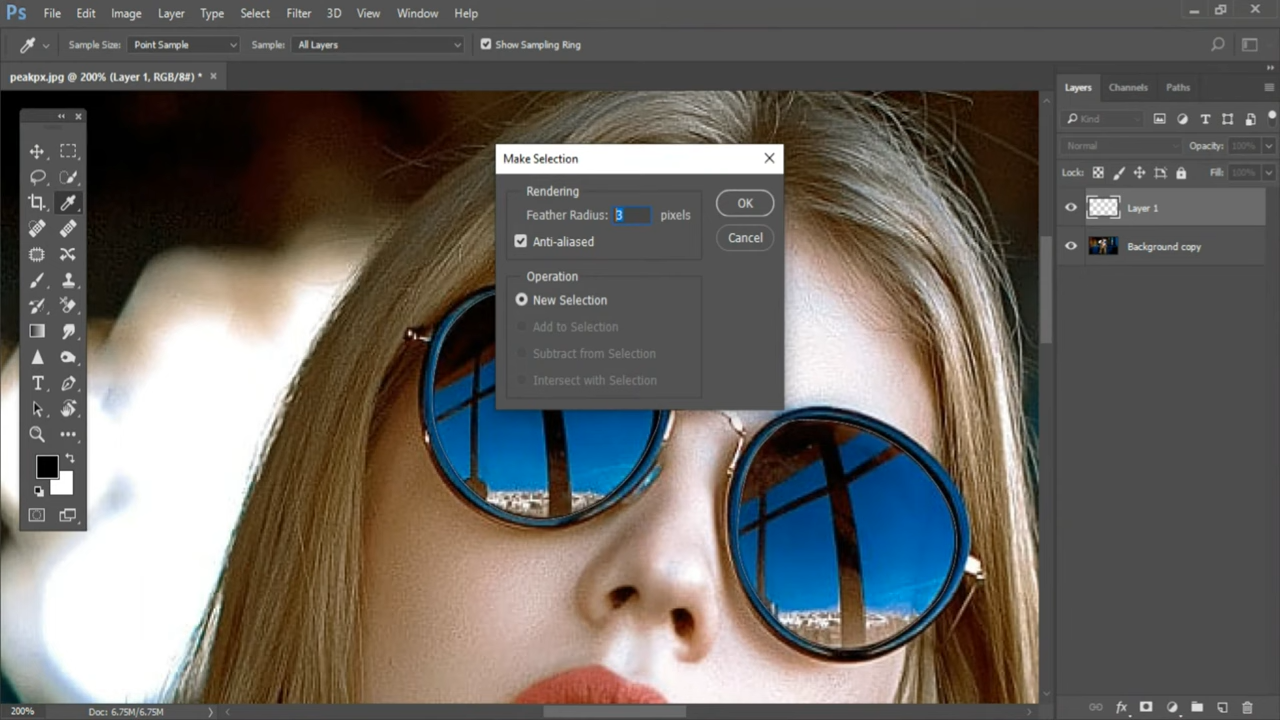 Ps File Edit Image Layer Type Select Filter 3D View Window Help
Sample Size: Point Sample Sample: All Layers Show Sampling Ring
peakpx.jpg @ 200% (Layer 1, RGB/8#) * ×
Layers Channels Paths
Kind
Normal Opacity: 100%
Lock: Fill: 100%
Layer 1
Background copy
Make Selection
Rendering
Feather Radius: 3 pixels
Anti-aliased
OK
Cancel
Operation
New Selection
Add to Selection
Subtract from Selection
Intersect with Selection
200% Doc: 6.75M/6.75M